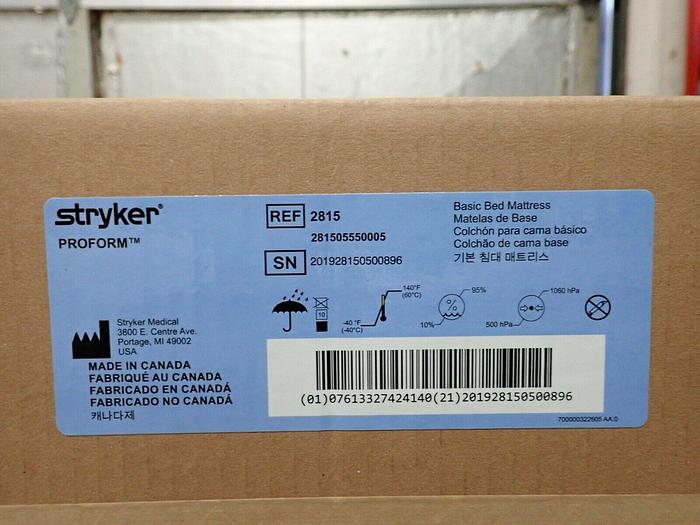 stryker®
PROFORM™
REF 2815
281505550005
SN 201928150500896
Basic Bed Mattress
Matelas de Base
Colchón para cama básico
Colchão de cama base
기본 침대 매트리스
140°F
(60°C)
-40 °F
(-40°C)
10
95%
%
10%
1060 hPa
500 hPa
Stryker Medical
3800 E. Centre Ave.
Portage, MI 49002
USA
MADE IN CANADA
FABRIQUÉ AU CANADA
FABRICADO EN CANADÁ
FABRICADO NO CANADÁ
캐나다제
(01)07613327424140(21)201928150500896
700000322605 AA.0